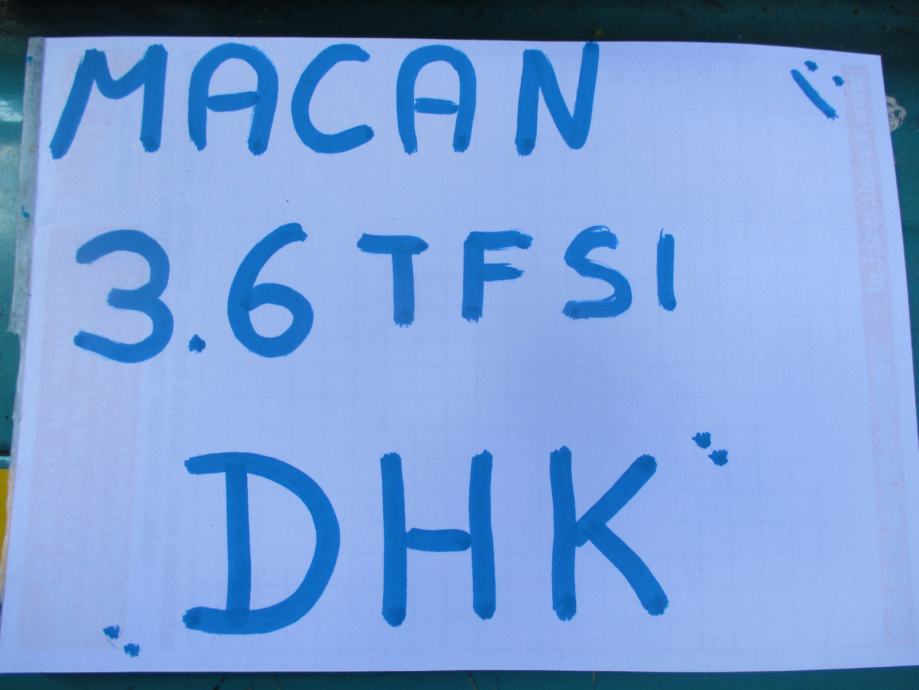 MACAN
3.6 TFSI
DHK